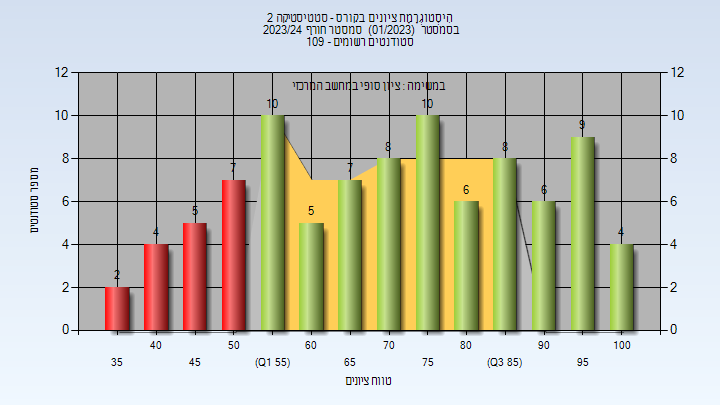 הִיסְטוֹגְרָמַת ציונים בקורס - סטטיסטיקה 2
בסמסטר (01/2023) סמסטר חורף 2023/24
סטודנטים רשומים - 109
במשימה : ציון סופי במחשב המרכזי
מספר סטודנטים
12 12
10 10
8 8
6 6
4 4
2 2
0 0
2 4 5 7 10 5 7 8 10 6 8 6 9 4
40 50 60 70 80 90 100
35 45 (Q1 55) 65 75 (Q3 85) 95
טווח ציונים